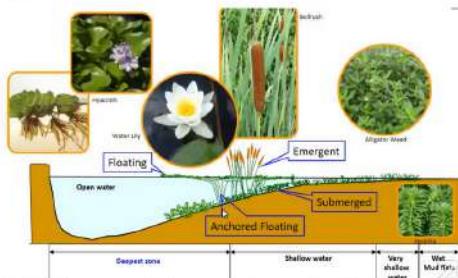 Bullrush
Hyacinth
Water Lily
Alligator Weed
Floating
Emergent
Open water
Submerged
Anchored Floating
Deepest zone
Shallow water
Very
shallow
water
Wet
Mud flats